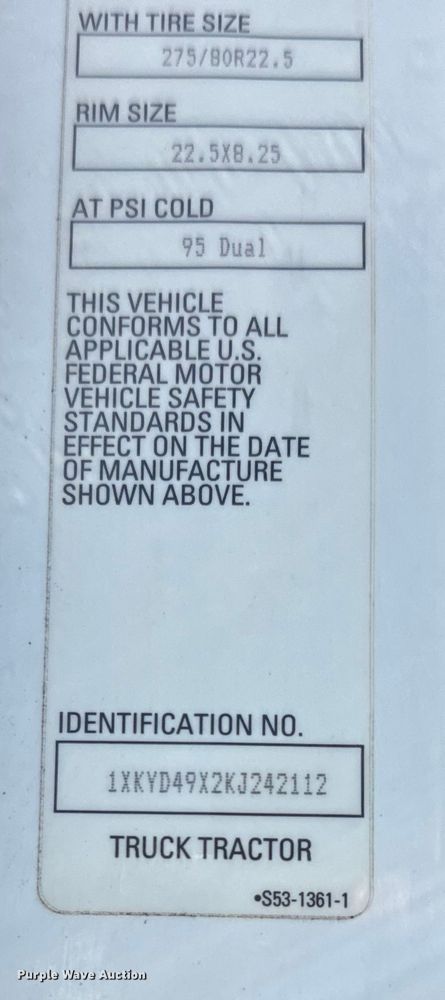 WITH TIRE SIZE
275/80R22.5
RIM SIZE
22.5X8.25
AT PSI COLD
95 Dual
THIS VEHICLE
CONFORMS TO ALL
APPLICABLE U.S.
FEDERAL MOTOR
VEHICLE SAFETY
STANDARDS IN
EFFECT ON THE DATE
OF MANUFACTURE
SHOWN ABOVE.
IDENTIFICATION NO.
1XKYD49X2KJ242112
TRUCK TRACTOR
•S53-1361-1
Purple Wave Auction